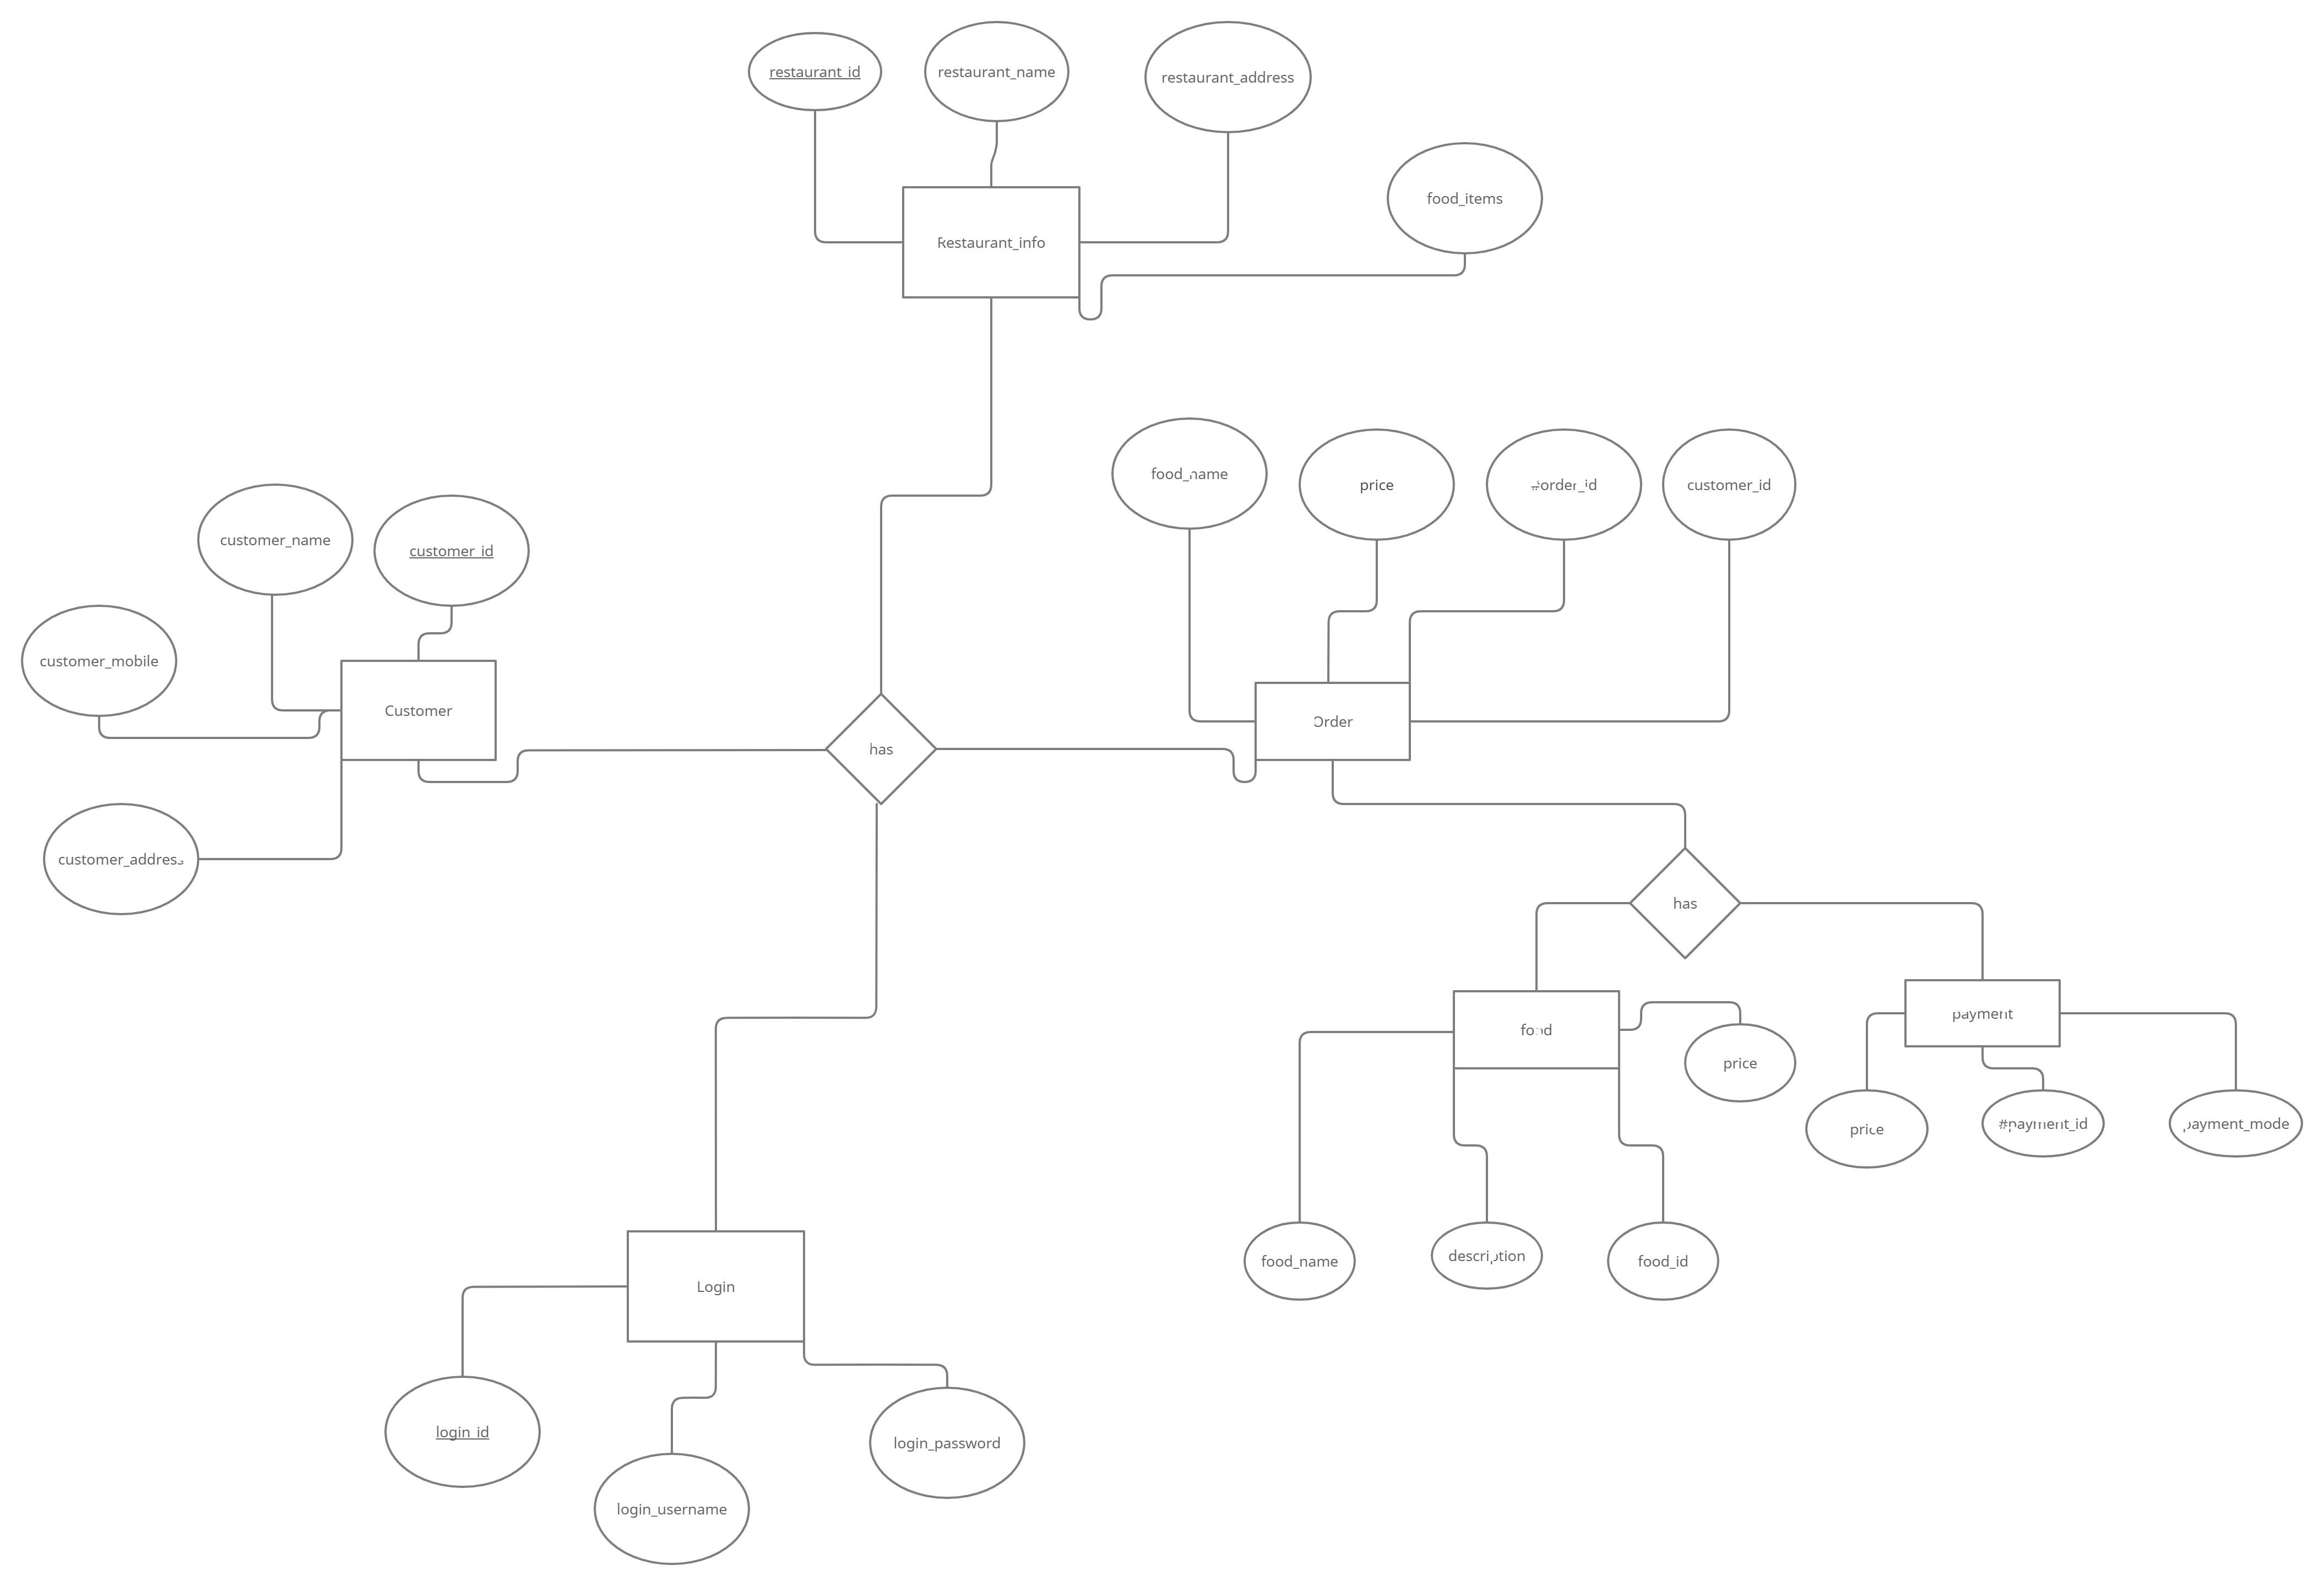 restaurant_id
restaurant_name
restaurant_address
food_items
Restaurant_info
food_name
price
#order_id
customer_id
customer_name
customer_id
customer_mobile
Customer
Order
has
customer_address
has
food
payment
price
price
#payment_id
payment_mode
food_name
description
food_id
Login
login_id
login_password
login_username